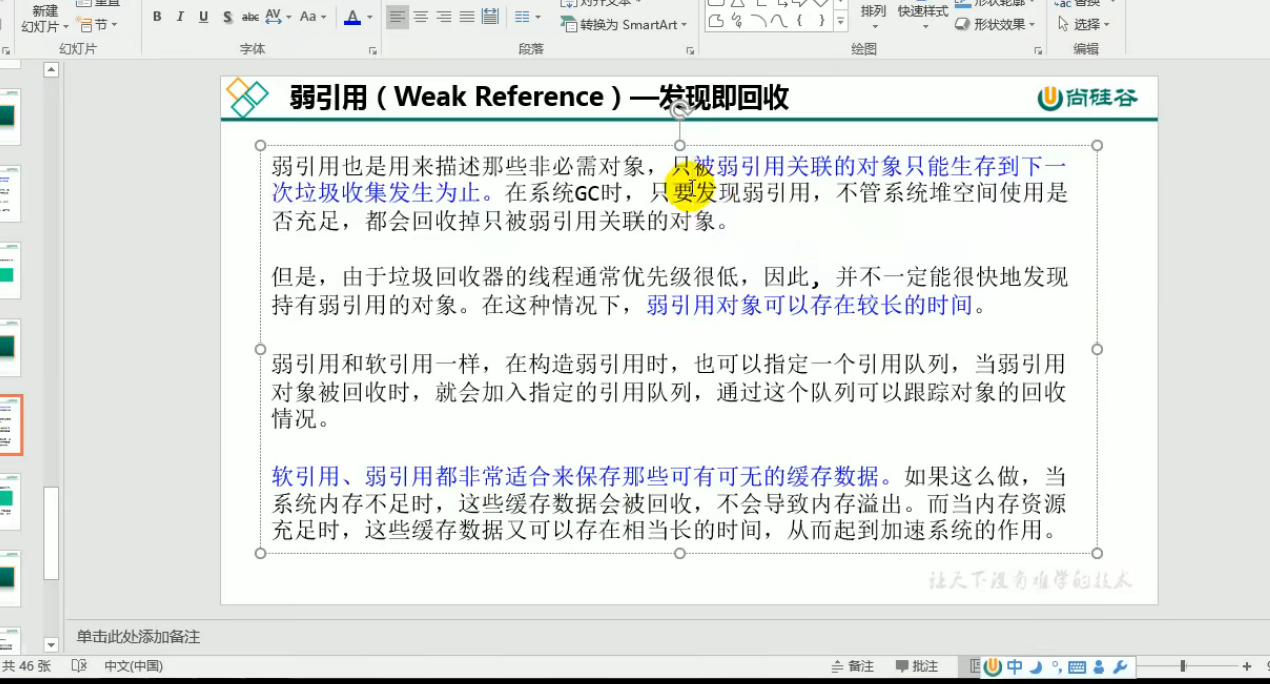 新建
重置
对齐文本
排列
快速样式
形状轮廓
替换
幻灯片
节
B I U S abc AV Aa A
转换为 SmartArt
形状效果
选择
幻灯片
字体
段落
绘图
编辑
弱引用（Weak Reference）—发现即回收
尚硅谷
弱引用也是用来描述那些非必需对象，只被弱引用关联的对象只能生存到下一
次垃圾收集发生为止。在系统GC时，只要发现弱引用，不管系统堆空间使用是
否充足，都会回收掉只被弱引用关联的对象。
但是，由于垃圾回收器的线程通常优先级很低，因此，并不一定能很快地发现
持有弱引用的对象。在这种情况下，弱引用对象可以存在较长的时间。
弱引用和软引用一样，在构造弱引用时，也可以指定一个引用队列，当弱引用
对象被回收时，就会加入指定的引用队列，通过这个队列可以跟踪对象的回收
情况。
软引用、弱引用都非常适合来保存那些可有可无的缓存数据。如果这么做，当
系统内存不足时，这些缓存数据会被回收，不会导致内存溢出。而当内存资源
充足时，这些缓存数据又可以存在相当长的时间，从而起到加速系统的作用。
让天下没有难学的技术
单击此处添加备注
共 46 张
中文(中国)
备注
批注
中